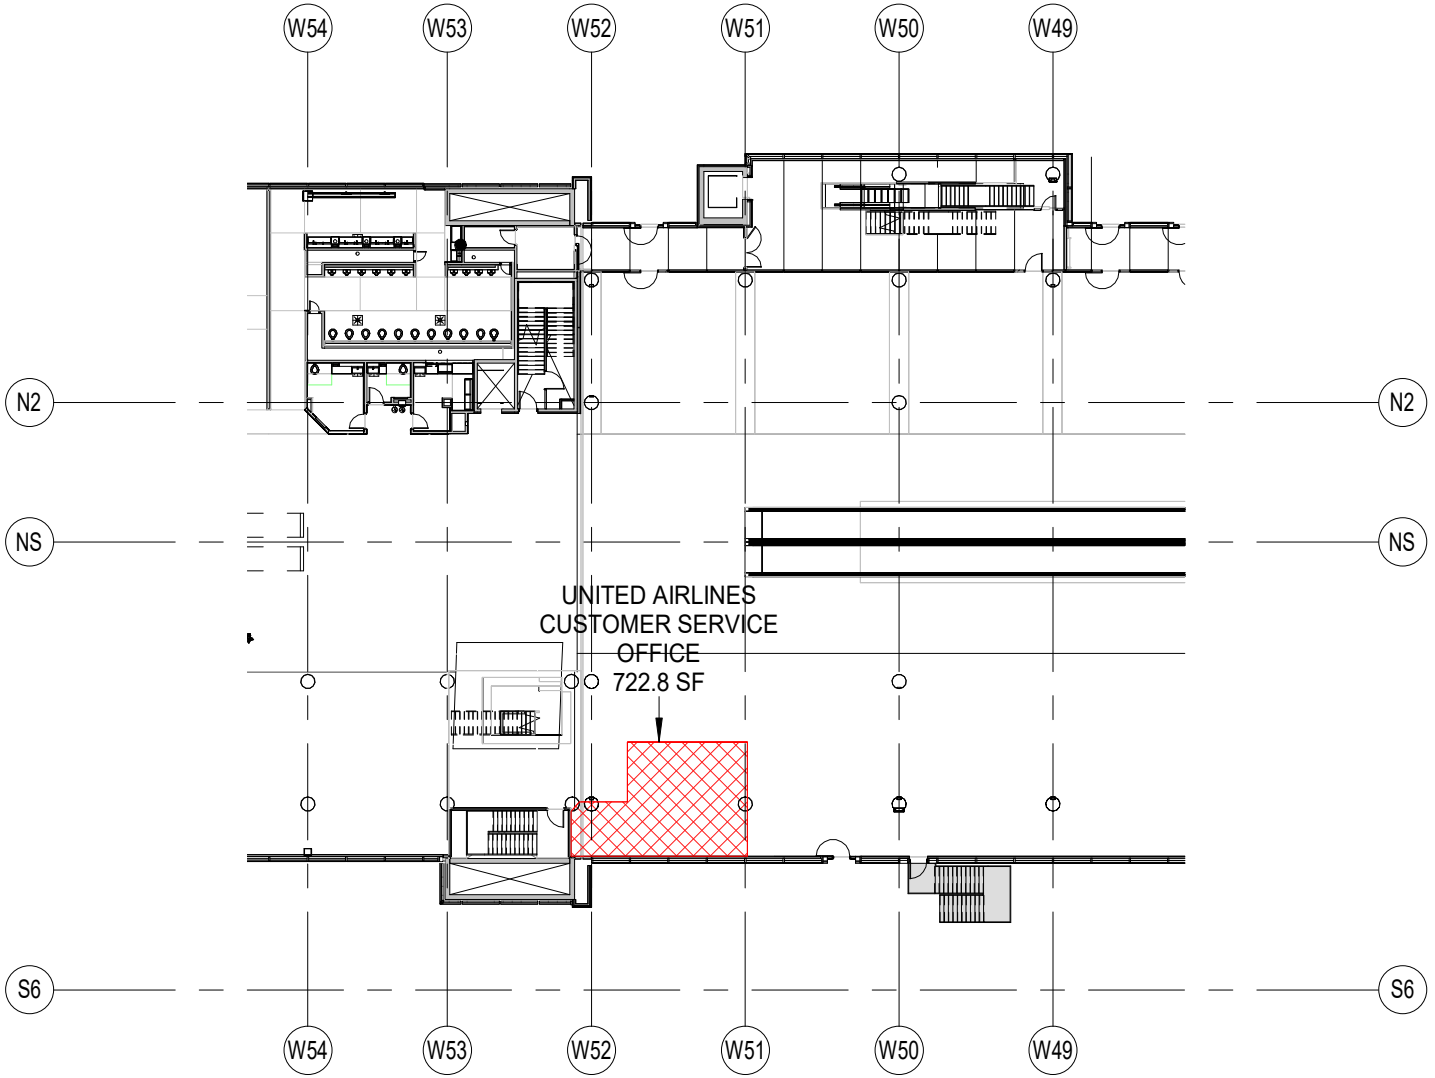 W54 W53 W52 W51 W50 W49
N2 N2
NS NS
UNITED AIRLINES
CUSTOMER SERVICE
OFFICE
722.8 SF
S6 S6
W54 W53 W52 W51 W50 W49